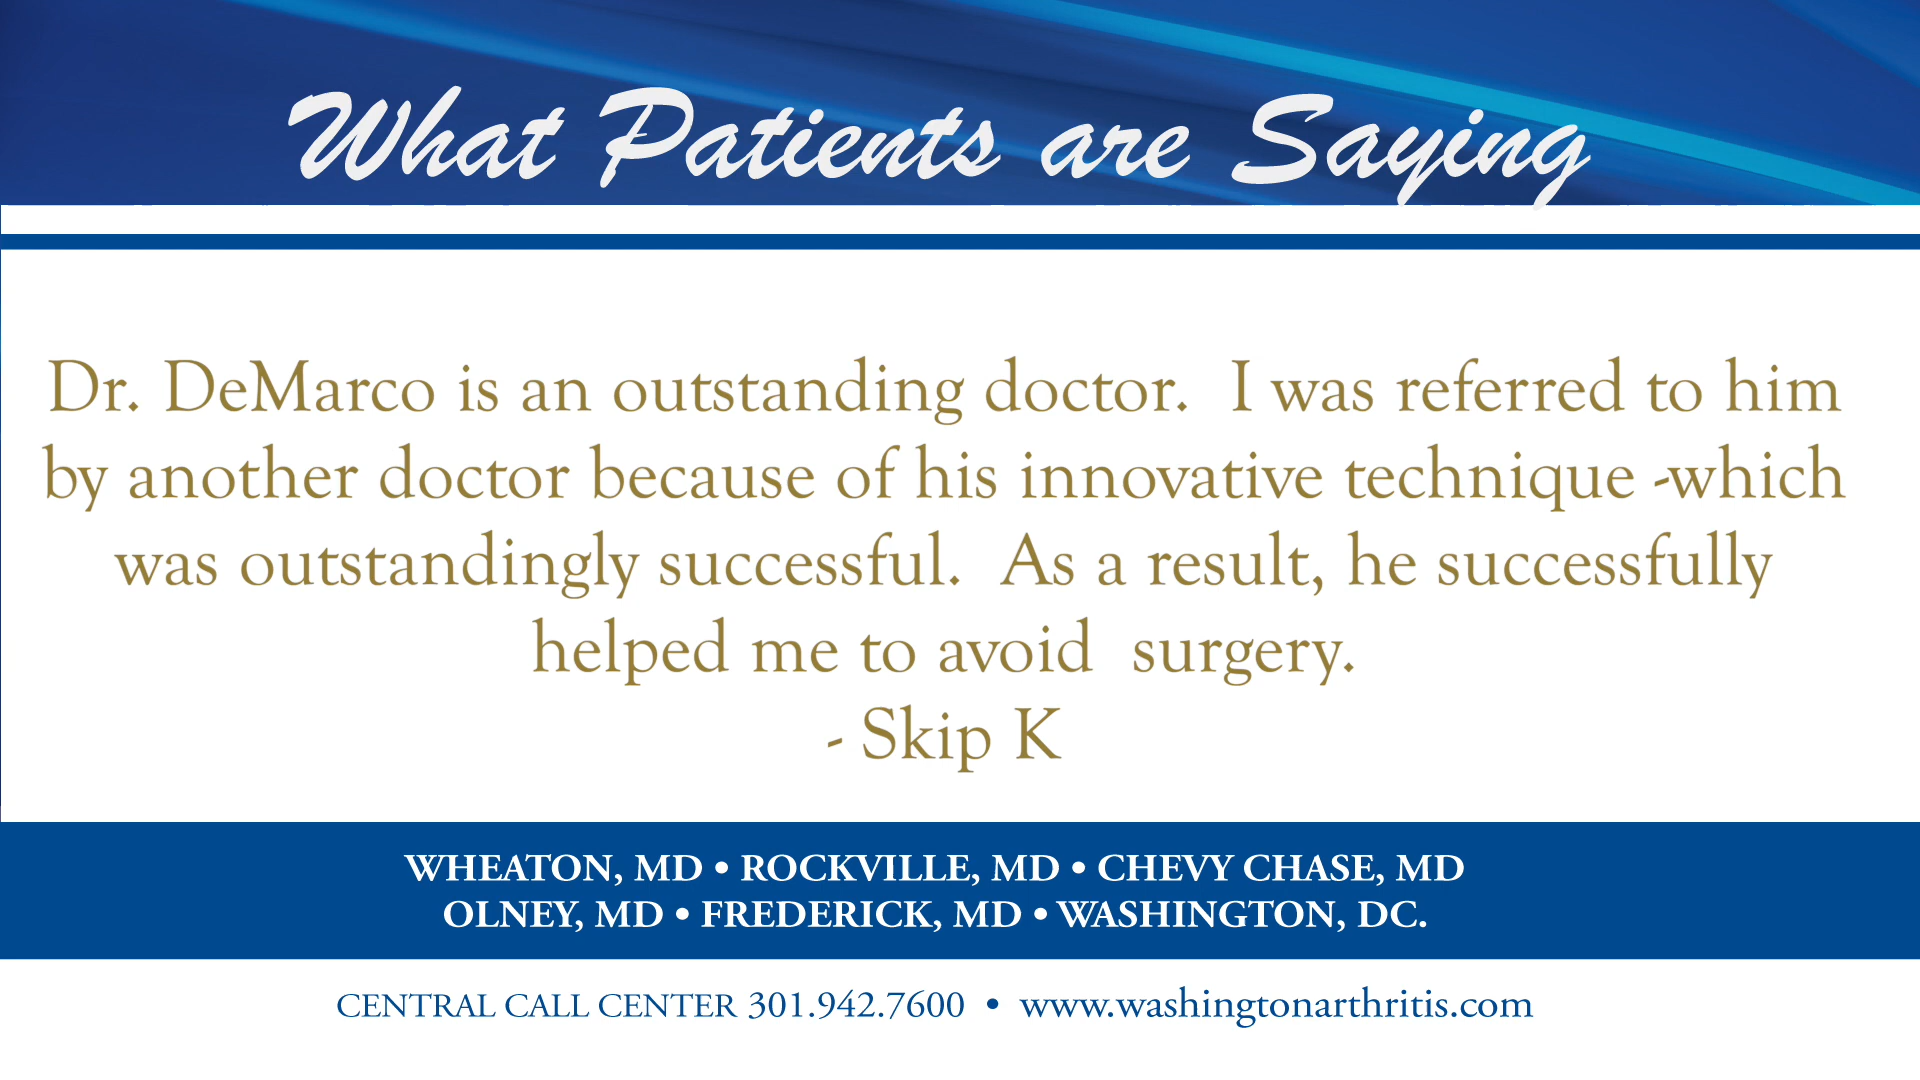 What Patients are Saying
Dr. DeMarco is an outstanding doctor.  I was referred to him
by another doctor because of his innovative technique -which
was outstandingly successful.  As a result, he successfully
helped me to avoid  surgery.
- Skip K
WHEATON, MD • ROCKVILLE, MD • CHEVY CHASE, MD
OLNEY, MD • FREDERICK, MD • WASHINGTON, DC.
CENTRAL CALL CENTER 301.942.7600 • www.washingtonarthritis.com